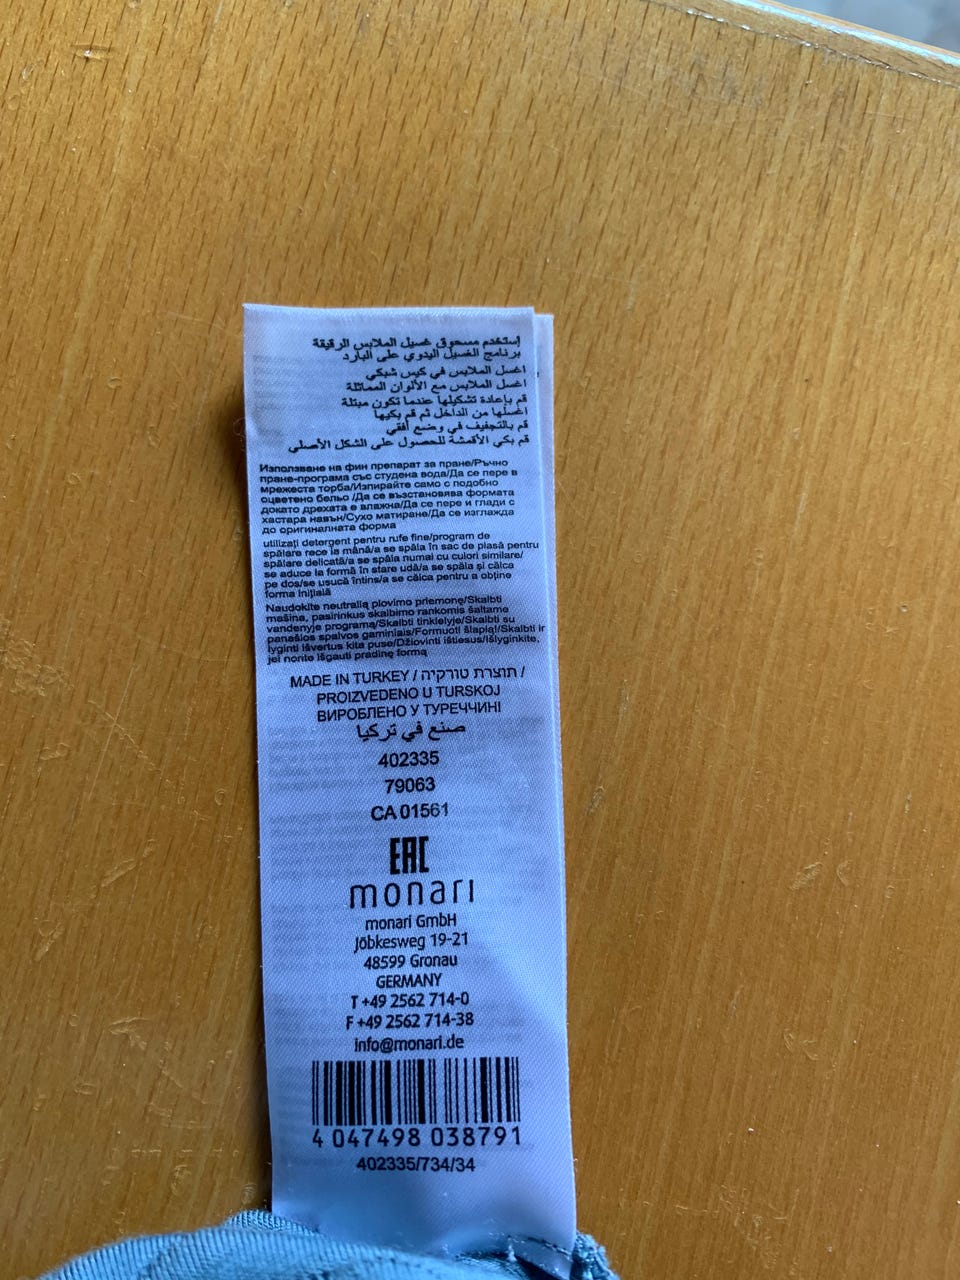 إستخدم مسحوق غسيل الملابس الرقيقة
برنامج الغسيل اليدوي على البارد
اغسل الملابس في كيس شبكي
اغسل الملابس مع الألوان المماثلة
قم بإعادة تشكيلها عندما تكون مبتلة
اغسلها من الداخل ثم قم بكيها
قم بالتجفيف في وضع أفقي
قم بكي الأقمشة للحصول على الشكل الأصلي
Използване на фин препарат за пране/Ръчно
пране-програма със студена вода/Да се пере в
мрежеста торба/Изпирайте само с подобно
оцветено бельо /Да се възстановява формата
докато дрехата е влажна/Да се пере и глади с
хастара навън/Сухо матиране/Да се изглажда
до оригиналната форма
utilizați detergent pentru rufe fine/program de
spălare rece la mână/a se spăla în sac de plasă pentru
spălare delicată/a se spăla numai cu culori similare/
se aduce la formă în stare udă/a se spăla și călca
pe dos/se usucă întins/a se călca pentru a obține
forma inițială
Naudokite neutralią plovimo priemonę/Skalbti
mašina, pasirinkus skalbimo rankomis šaltame
vandenyje programą/Skalbti tinklelyje/Skalbti su
panašios spalvos gaminiais/Formuoti šlapią!/Skalbti ir
lyginti išvertus kita puse/Džiovinti ištiesus/Išlyginkite,
jei norite išgauti pradinę formą
MADE IN TURKEY / תוצרת טורקיה /
PROIZVEDENO U TURSKOJ
ВИРОБЛЕНО У ТУРЕЧЧИНІ
صنع في تركيا
402335
79063
CA 01561
EAC
monari
monari GmbH
Jöbkesweg 19-21
48599 Gronau
GERMANY
T +49 2562 714-0
F +49 2562 714-38
info@monari.de
4 047498 038791
402335/734/34